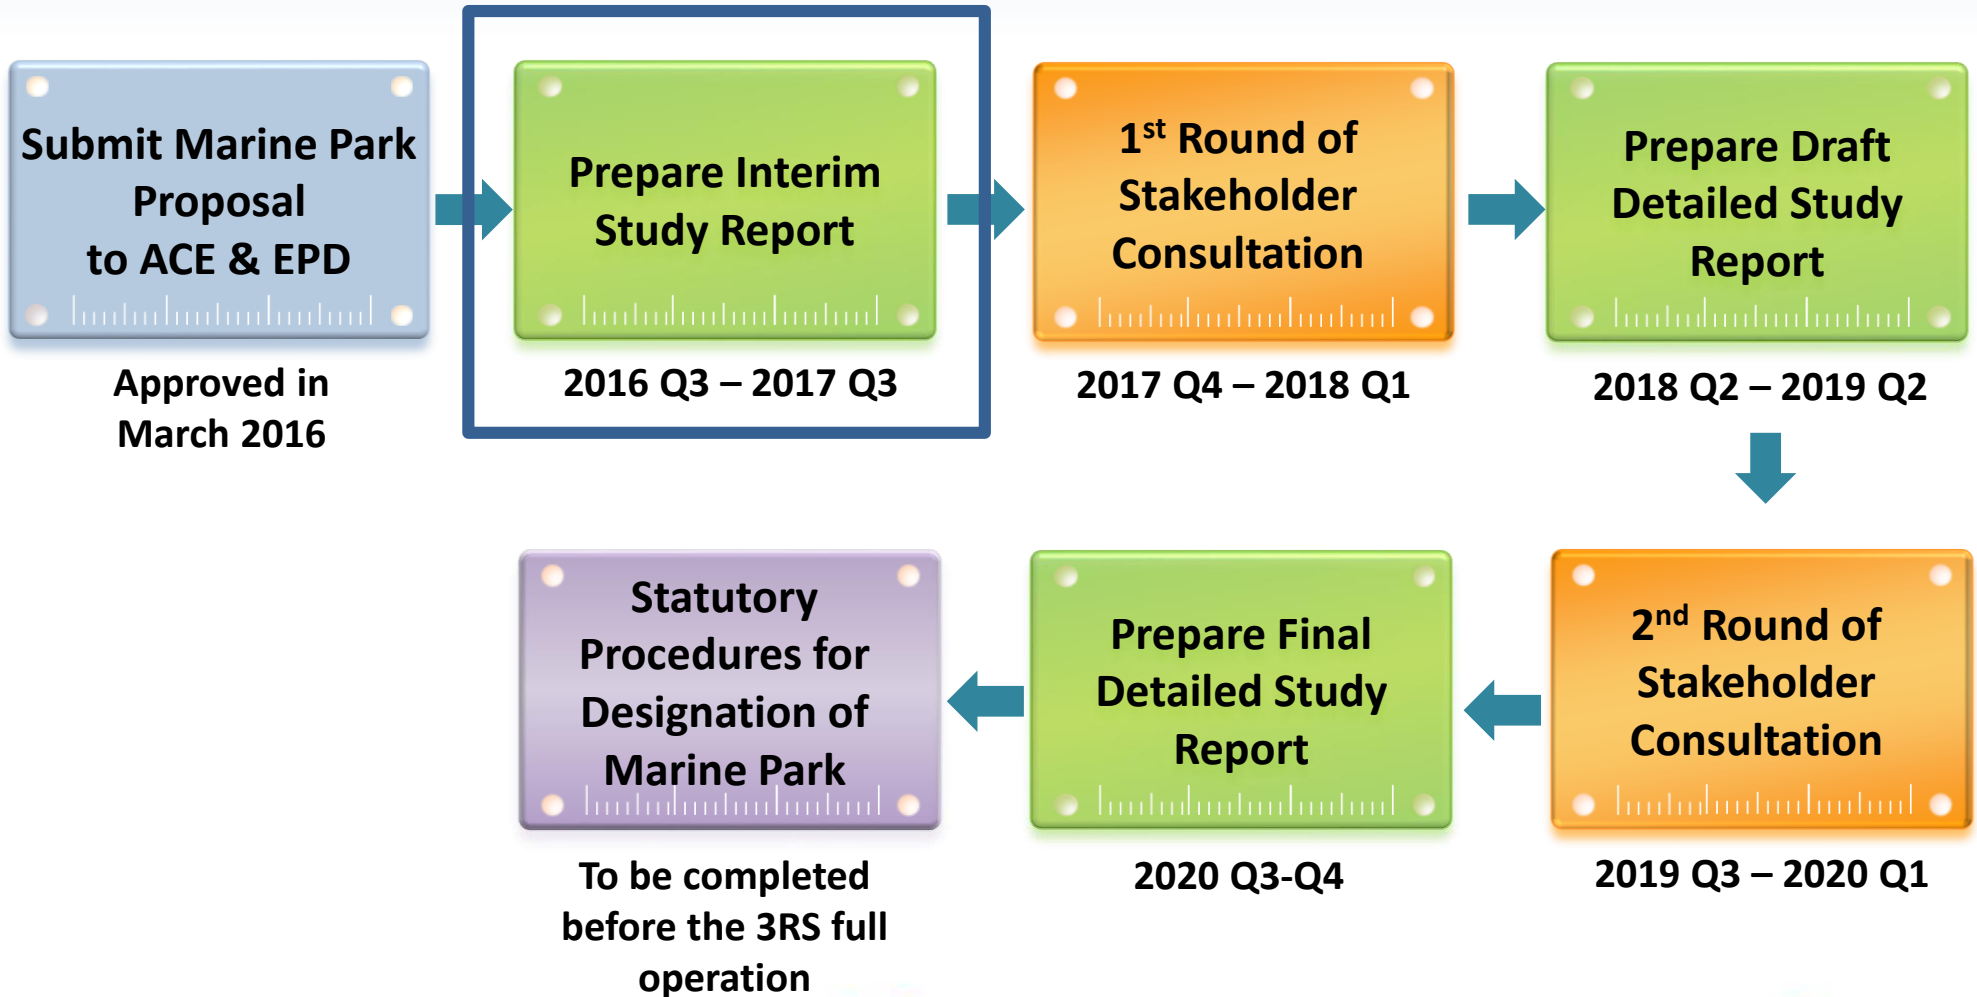 Submit Marine Park
Proposal
to ACE & EPD
Approved in
March 2016
Prepare Interim
Study Report
2016 Q3 – 2017 Q3
1st Round of
Stakeholder
Consultation
2017 Q4 – 2018 Q1
Prepare Draft
Detailed Study
Report
2018 Q2 – 2019 Q2
2nd Round of
Stakeholder
Consultation
2019 Q3 – 2020 Q1
Prepare Final
Detailed Study
Report
2020 Q3-Q4
Statutory
Procedures for
Designation of
Marine Park
To be completed
before the 3RS full
operation